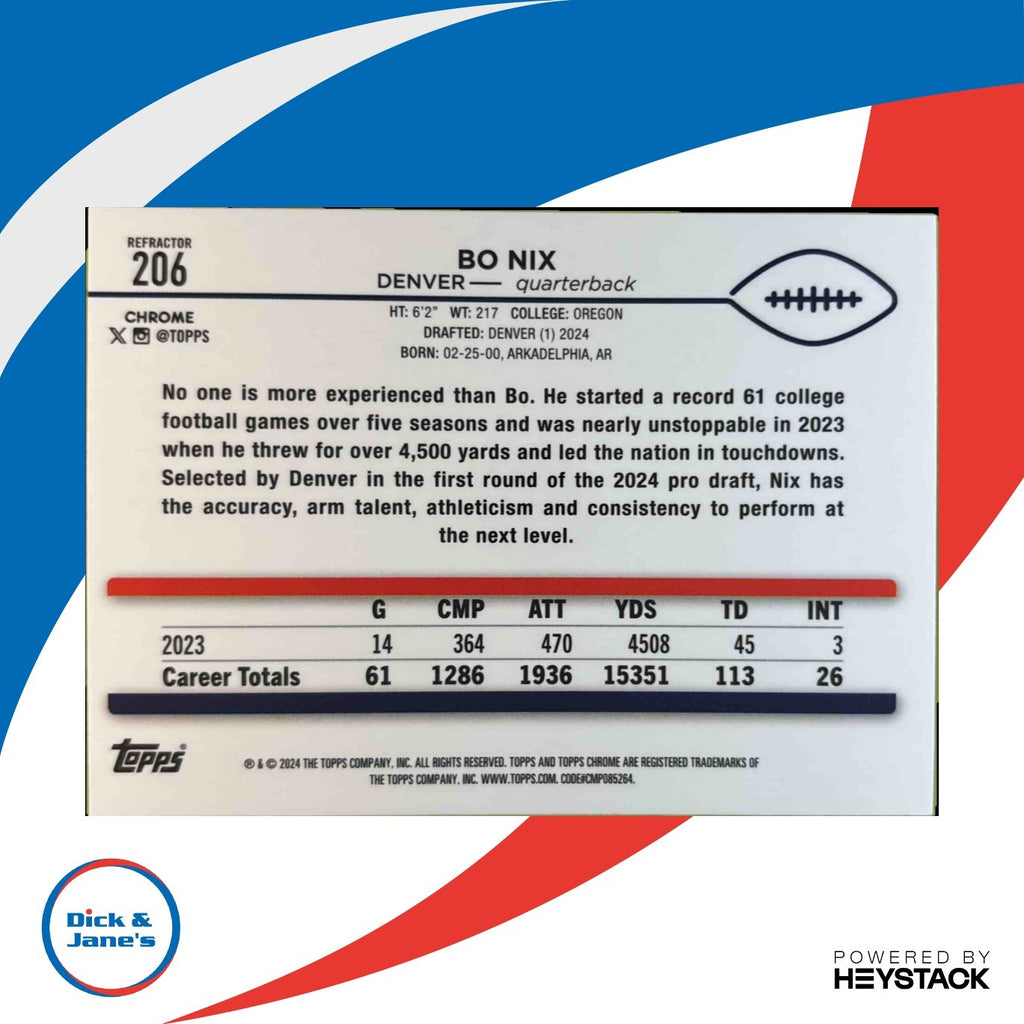 REFRACTOR
206
BO NIX
DENVER — quarterback
CHROME
X @TOPPS
HT: 6'2" WT: 217 COLLEGE: OREGON
DRAFTED: DENVER (1) 2024
BORN: 02-25-00, ARKADELPHIA, AR
No one is more experienced than Bo. He started a record 61 college
football games over five seasons and was nearly unstoppable in 2023
when he threw for over 4,500 yards and led the nation in touchdowns.
Selected by Denver in the first round of the 2024 pro draft, Nix has
the accuracy, arm talent, athleticism and consistency to perform at
the next level.
G CMP ATT YDS TD INT
2023 14 364 470 4508 45 3
Career Totals 61 1286 1936 15351 113 26
Topps®
® & © 2024 THE TOPPS COMPANY, INC. ALL RIGHTS RESERVED. TOPPS AND TOPPS CHROME ARE REGISTERED TRADEMARKS OF
THE TOPPS COMPANY, INC. WWW.TOPPS.COM. CODE#CMP085264.
Dick &
Jane's
POWERED BY
HEYSTACK